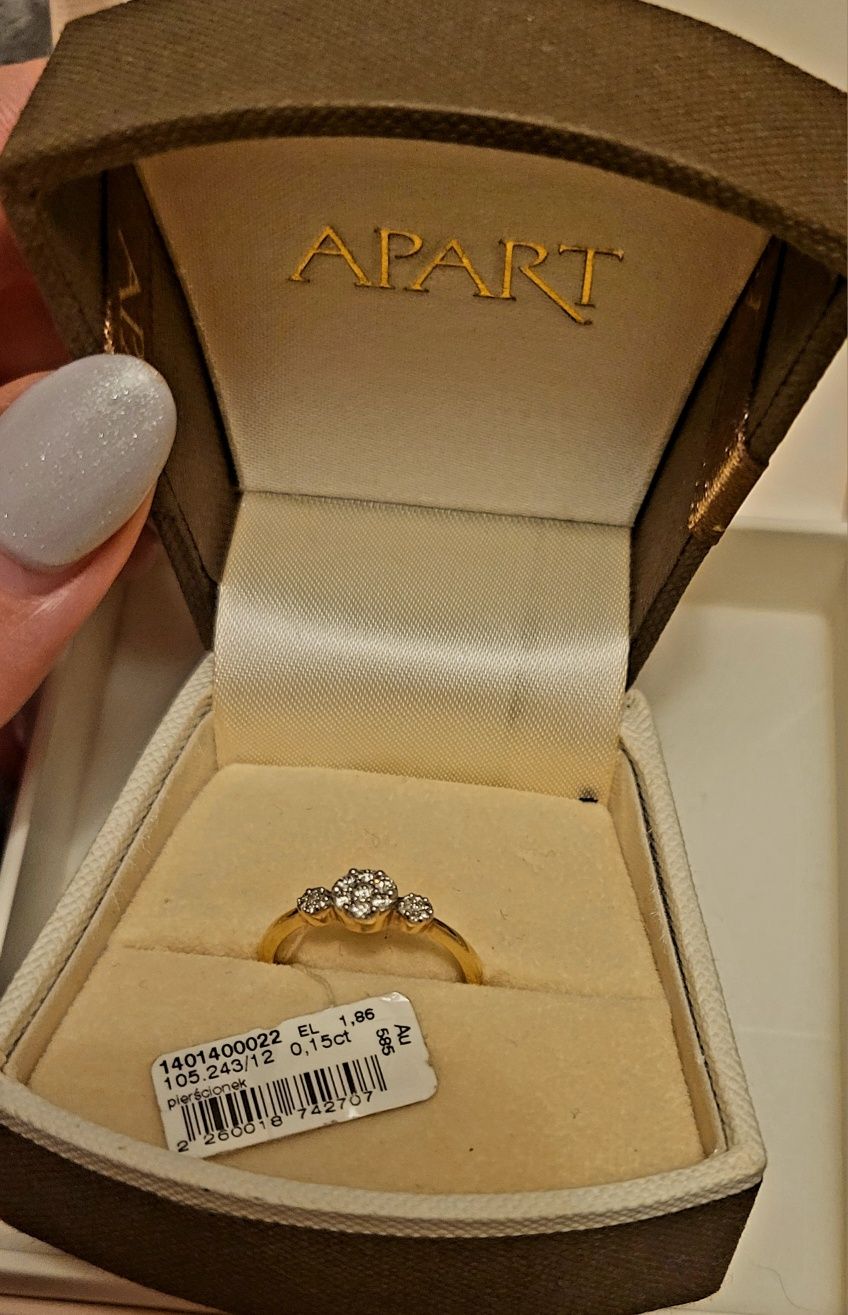 APART
1401400022 EL 1,86
105.243/12 0,15ct
Au
585
pierścionek
2 260018 742707